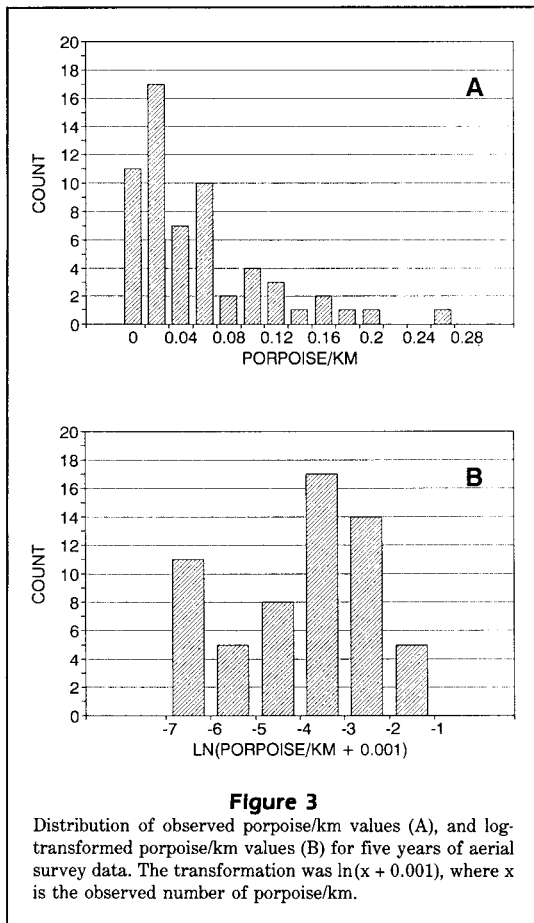 20
18
16
14
12
10
8
6
4
2
0
COUNT
A
0 0.04 0.08 0.12 0.16 0.2 0.24 0.28
PORPOISE/KM
20
18
16
14
12
10
8
6
4
2
0
COUNT
B
-7 -6 -5 -4 -3 -2 -1
LN(PORPOISE/KM + 0.001)
Figure 3
Distribution of observed porpoise/km values (A), and log-
transformed porpoise/km values (B) for five years of aerial
survey data. The transformation was ln(x + 0.001), where x
is the observed number of porpoise/km.